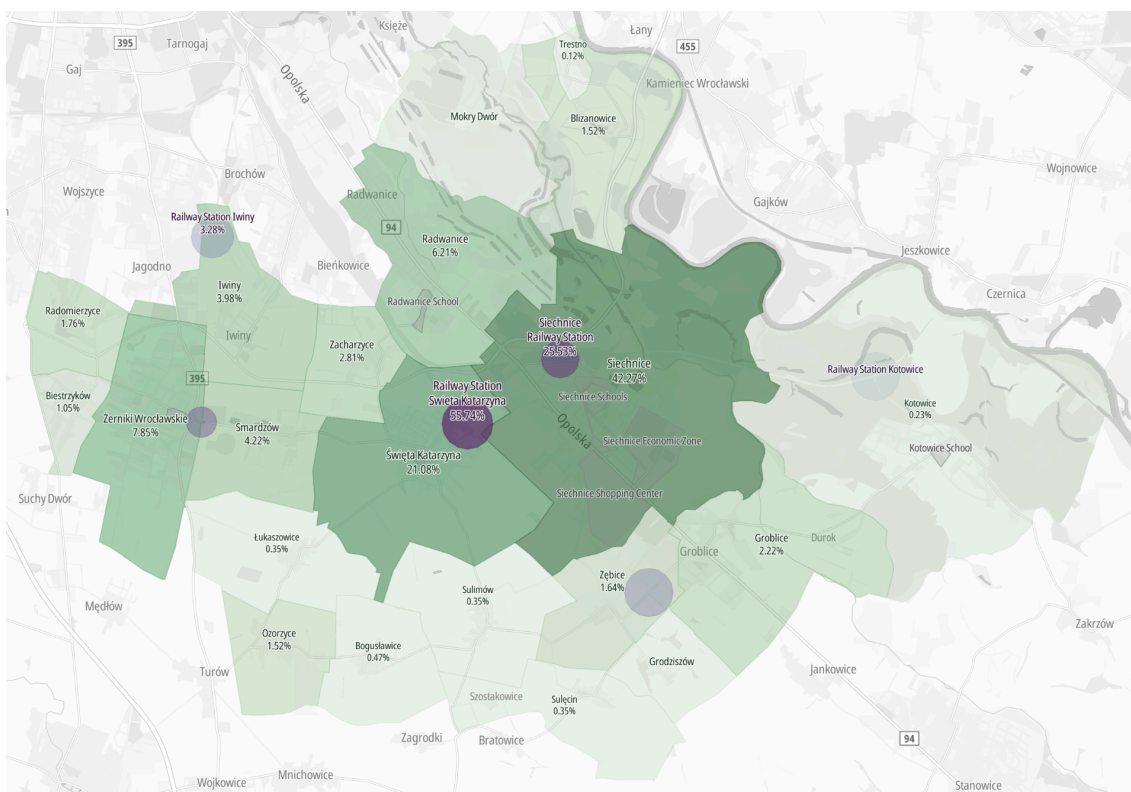 Księże
Łany
395
Tarnogaj
455
Trestno
0.12%
Gaj
Opolska
Kamieniec Wrocławski
Mokry Dwór
Blizanowice
1.52%
Wojnowice
Brochów
Wojszyce
Radwanice
Gajków
Railway Station Iwiny
3.28%
94
Radwanice
6.21%
Jeszkowice
Jagodno
Bieńkowice
Iwiny
3.98%
Czernica
Radwanice School
Radomierzyce
1.76%
Siechnice
Railway Station
25.53%
Iwiny
Zacharzyce
2.81%
Siechnice
42.27%
Railway Station Kotowice
395
Railway Station
Swieta Katarzyna
55.74%
Biestrzyków
1.05%
Siechnice Schools
Kotowice
0.23%
Żerniki Wrocławskie
7.85%
Smardzów
4.22%
Opolska
Siechnice Economic Zone
Kotowice School
Święta Katarzyna
21.08%
Siechnice Shopping Center
Suchy Dwór
Łukaszowice
0.35%
Groblice
Groblice
2.22%
Durok
Zębice
1.64%
Sulimów
0.35%
Mędłów
Zakrzów
Ozorzyce
1.52%
Bogusławice
0.47%
Grodziszów
Turów
Jankowice
Szostakowice
Sulęcin
0.35%
Zagrodki
Bratowice
94
Mnichowice
Wojkowice
Stanowice